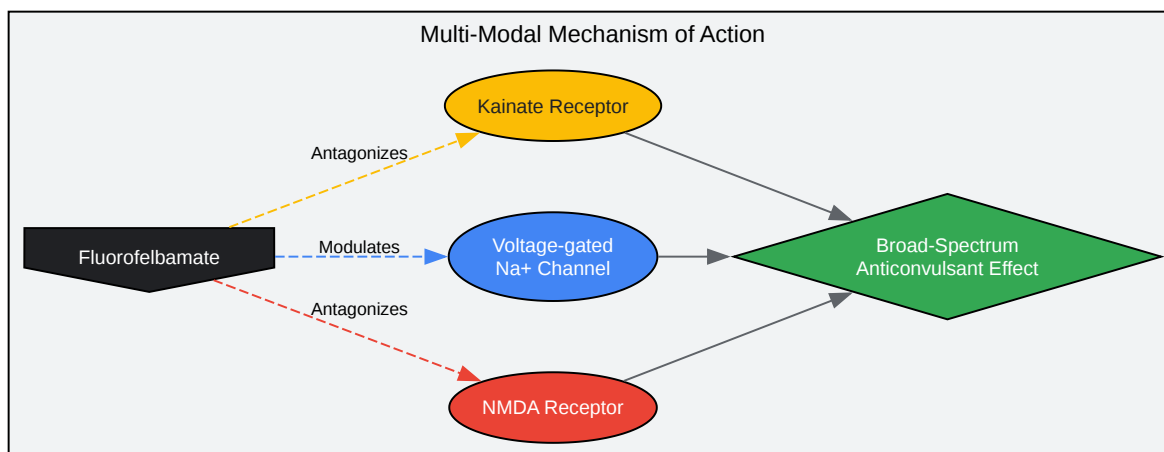 Multi-Modal Mechanism of Action
Kainate Receptor
Antagonizes
Fluorofelbamate
Modulates
Voltage-gated
Na+ Channel
Broad-Spectrum
Anticonvulsant Effect
Antagonizes
NMDA Receptor